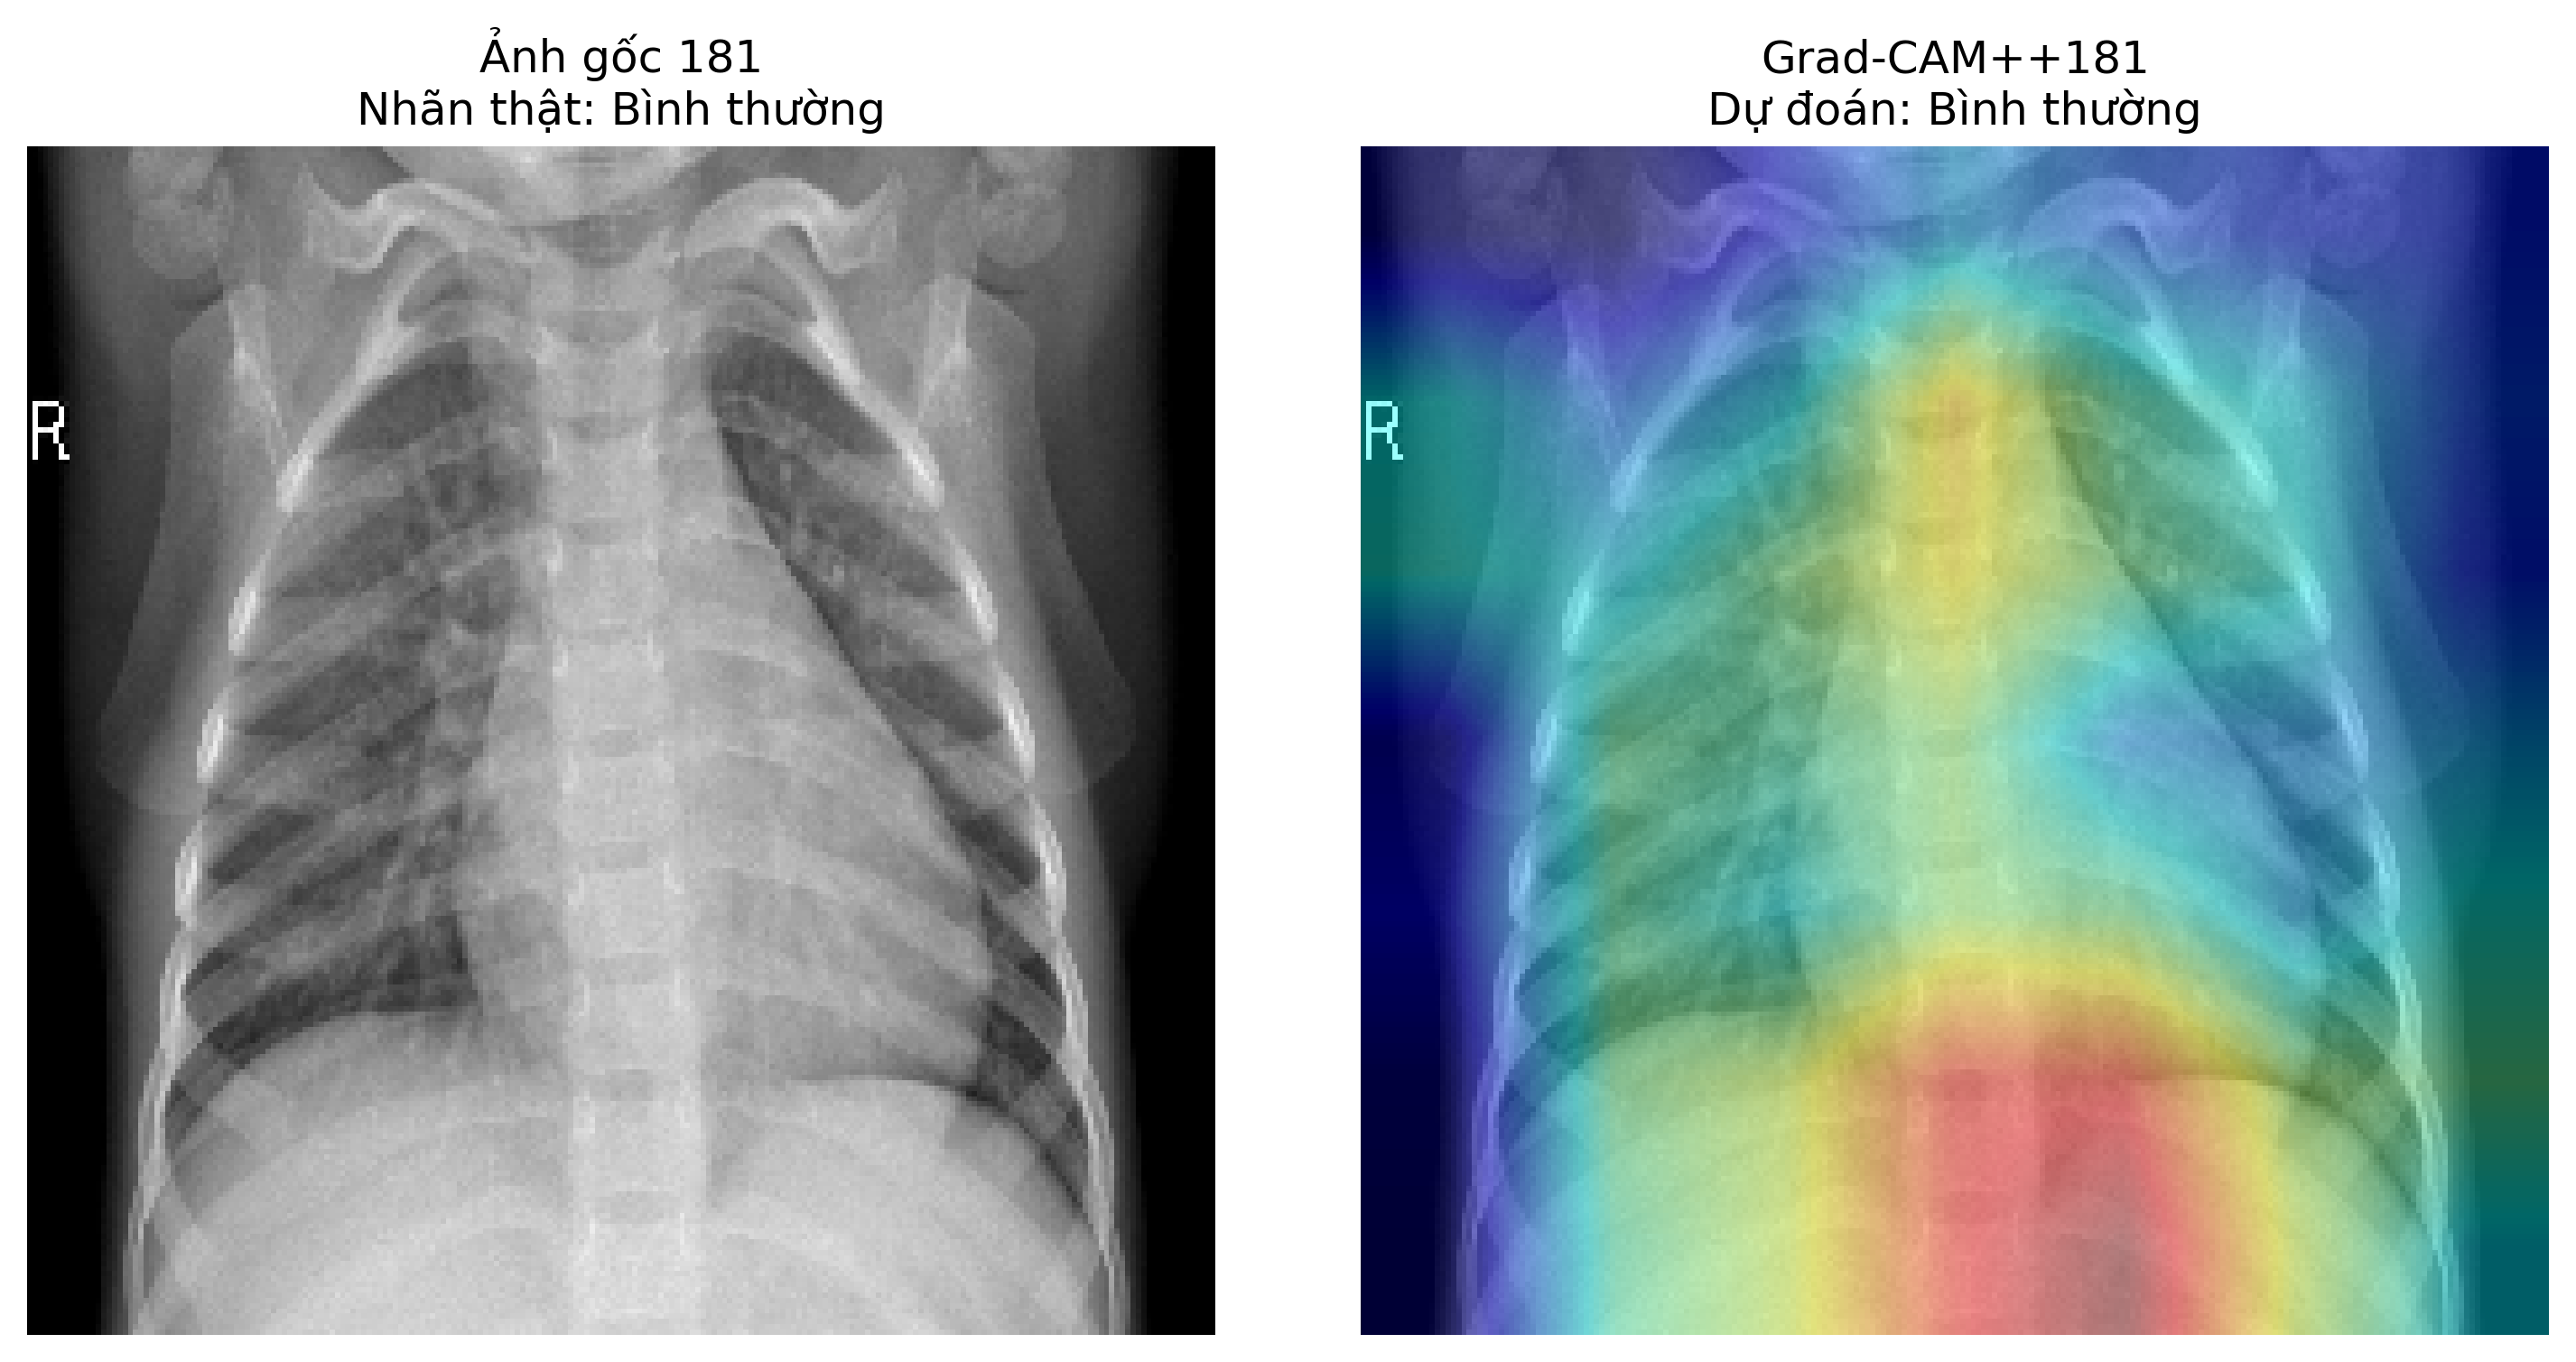 Ảnh gốc 181
Nhãn thật: Bình thường
Grad-CAM++181
Dự đoán: Bình thường
R
R